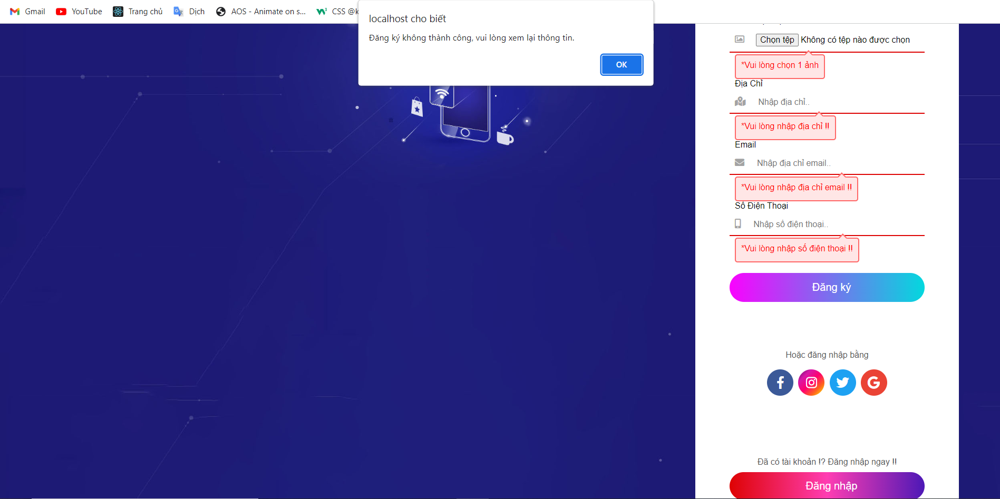 Gmail
YouTube
Trang chủ
Dịch
AOS - Animate on s...
CSS @k
localhost cho biết
Đăng ký không thành công, vui lòng xem lại thông tin.
OK
Chọn tệp Không có tệp nào được chọn
*Vui lòng chọn 1 ảnh
Địa Chỉ
Nhập địa chỉ..
*Vui lòng nhập địa chỉ !!
Email
Nhập địa chỉ email..
*Vui lòng nhập địa chỉ email !!
Số Điện Thoại
Nhập số điện thoại..
*Vui lòng nhập số điện thoại !!
Đăng ký
Hoặc đăng nhập bằng
Đã có tài khoản !? Đăng nhập ngay !!
Đăng nhập